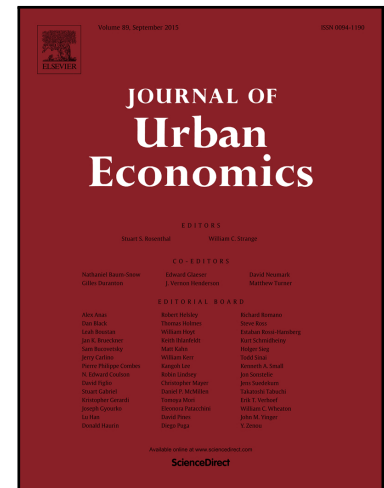 Volume 89, September 2015 ISSN 0094-1190
ELSEVIER
JOURNAL OF
Urban
Economics
EDITORS
Stuart S. Rosenthal William C. Strange
CO-EDITORS
Nathaniel Baum-Snow Edward Glaeser David Neumark
Gilles Duranton J. Vernon Henderson Matthew Turner
EDITORIAL BOARD
Alex Anas Robert Helsley Richard Romano
Dan Black Thomas Holmes Steve Ross
Leah Boustan William Hoyt Esteban Rossi-Hansberg
Jan K. Brueckner Keith Ihlanfeldt Kurt Schmidheiny
Sam Bucovetsky Matt Kahn Holger Sieg
Jerry Carlino William Kerr Todd Sinai
Pierre Philippe Combes Kangoh Lee Kenneth A. Small
N. Edward Coulson Robin Lindsey Jon Sonstelie
David Figlio Christopher Mayer Jens Suedekum
Stuart Gabriel Daniel P. McMillen Takatoshi Tabuchi
Kristopher Gerardi Tomoya Mori Erik T. Verhoef
Joseph Gyourko Eleonora Patacchini William C. Wheaton
Lu Han David Pines John M. Yinger
Donald Haurin Diego Puga Y. Zenou
Available online at www.sciencedirect.com
ScienceDirect